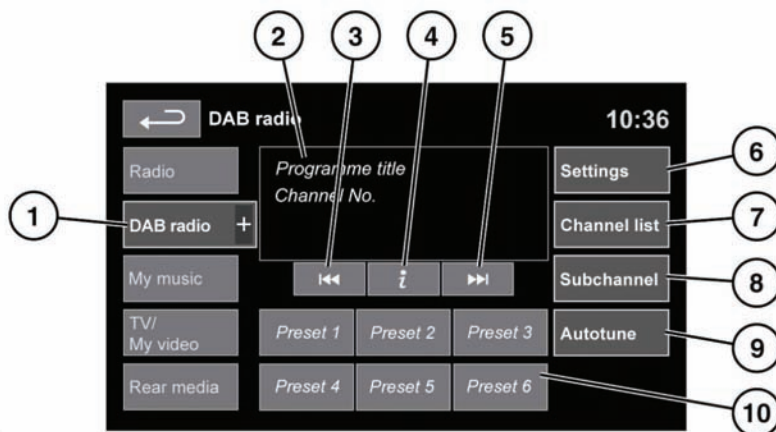 2
3
4
5
DAB radio
10:36
Radio
Programme title
Channel No.
Settings
6
1
DAB radio +
Channel list
7
My music
i
Subchannel
8
TV/
My video
Preset 1
Preset 2
Preset 3
Autotune
9
Rear media
Preset 4
Preset 5
Preset 6
10